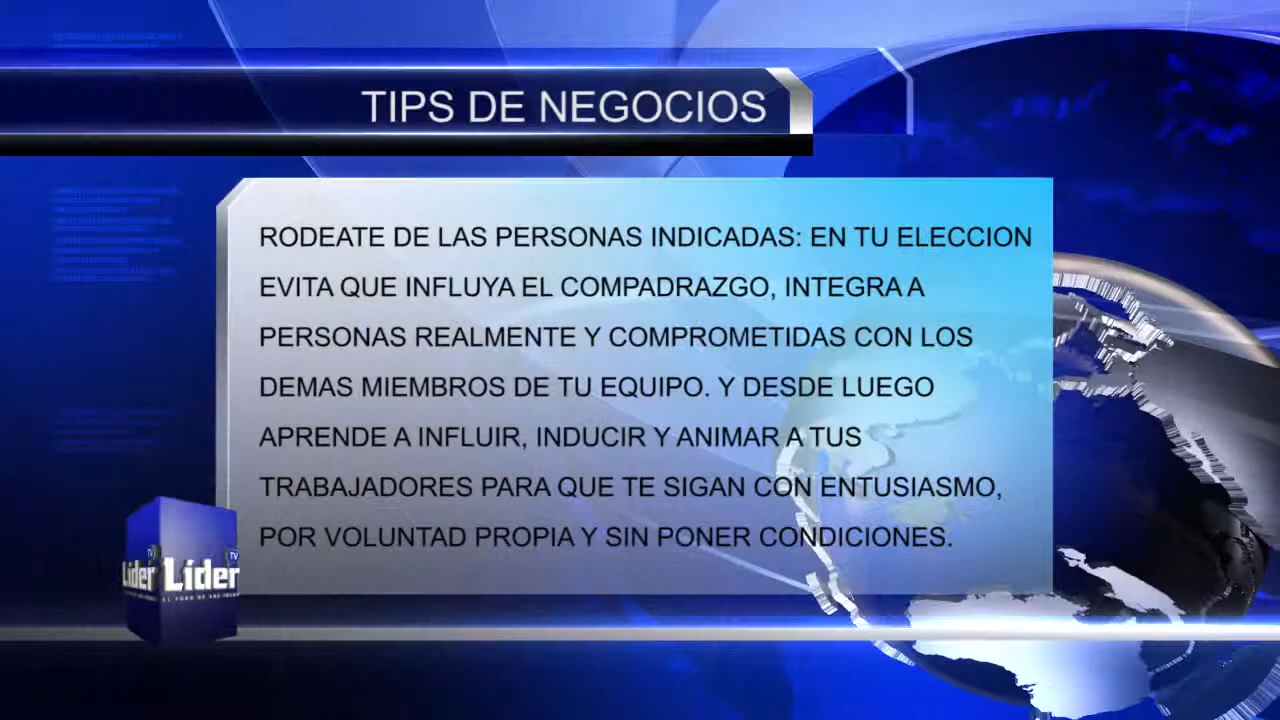 TIPS DE NEGOCIOS
RODEATE DE LAS PERSONAS INDICADAS: EN TU ELECCION
EVITA QUE INFLUYA EL COMPADRAZGO, INTEGRA A
PERSONAS REALMENTE Y COMPROMETIDAS CON LOS
DEMAS MIEMBROS DE TU EQUIPO. Y DESDE LUEGO
APRENDE A INFLUIR, INDUCIR Y ANIMAR A TUS
TRABAJADORES PARA QUE TE SIGAN CON ENTUSIASMO,
POR VOLUNTAD PROPIA Y SIN PONER CONDICIONES.
TV TV
Líder Líder